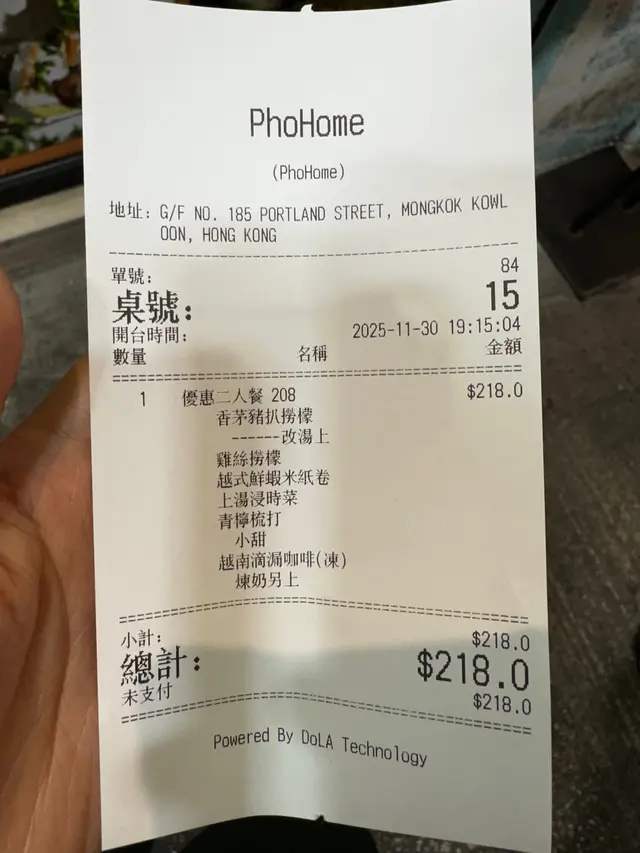 PhoHome
(PhoHome)
地址: G/F NO. 185 PORTLAND STREET, MONGKOK KOWL
OON, HONG KONG
單號: 84
桌號: 15
開台時間: 2025-11-30 19:15:04
數量 名稱 金額
1 優惠二人餐 208 $218.0
香茅豬扒撈檬
------改湯上
雞絲撈檬
越式鮮蝦米紙卷
上湯浸時菜
青檸梳打
小甜
越南滴漏咖啡(凍)
煉奶另上
小計: $218.0
總計: $218.0
未支付 $218.0
Powered By DoLA Technology